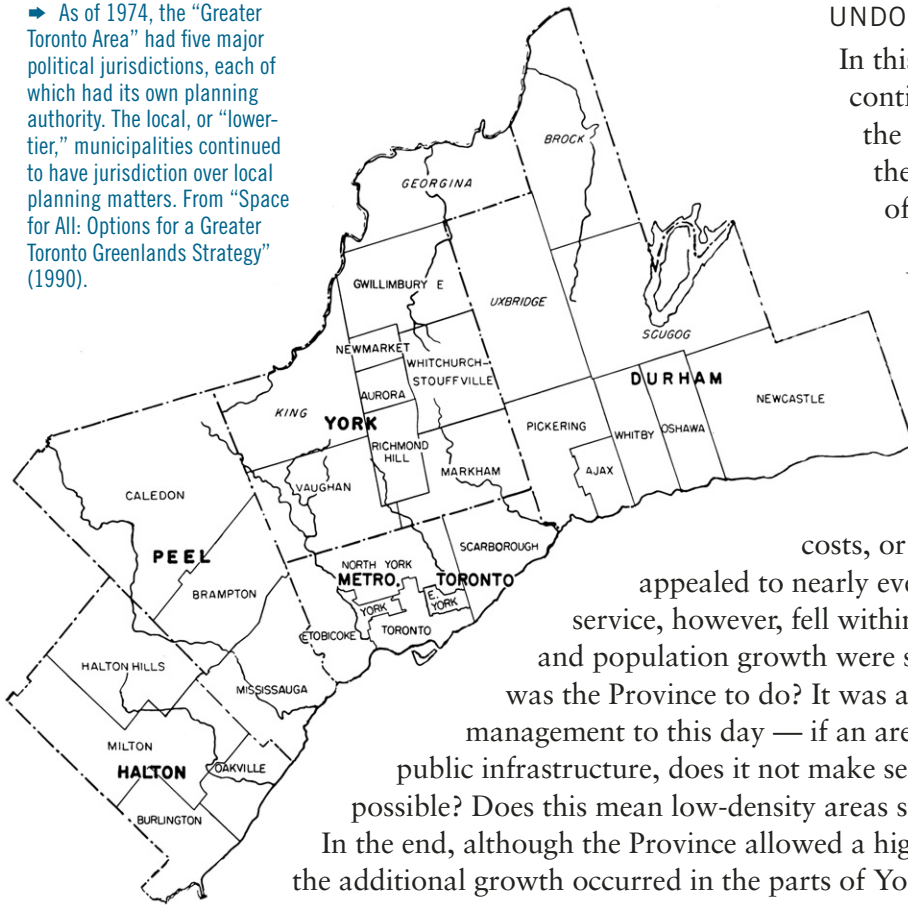 ➡ As of 1974, the “Greater
Toronto Area” had five major
political jurisdictions, each of
which had its own planning
authority. The local, or “lower-
tier,” municipalities continued
to have jurisdiction over local
planning matters. From “Space
for All: Options for a Greater
Toronto Greenlands Strategy”
(1990).
UNDO
In this
conti
the
the
of
BROCK
GEORGINA
GWILLIMBURY E
UXBRIDGE
SCUGOG
NEWMARKET
WHITCHURCH-
STOUFFVILLE
DURHAM
AURORA
NEWCASTLE
KING
YORK
PICKERING
WHITBY
OSHAWA
RICHMOND
HILL
MARKHAM
AJAX
VAUGHAN
CALEDON
SCARBOROUGH
PEEL
NORTH YORK
METRO. TORONTO
BRAMPTON
YORK
E.
YORK
ETOBICOKE
TORONTO
HALTON HILLS
MISSISSAUGA
MILTON
HALTON
OAKVILLE
BURLINGTON
costs, or
appealed to nearly eve
service, however, fell within
and population growth were s
was the Province to do? It was a
management to this day — if an are
public infrastructure, does it not make se
possible? Does this mean low-density areas s
In the end, although the Province allowed a hig
the additional growth occurred in the parts of Yo